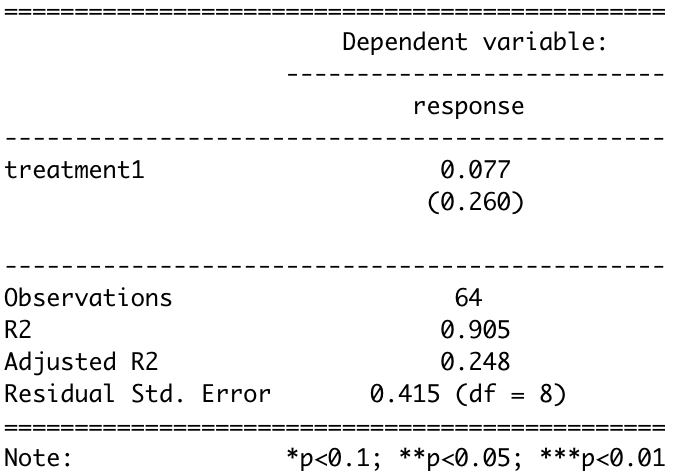 ===============================================
Dependent variable:
---------------------------
response
-----------------------------------------------
treatment1 0.077
(0.260)
-----------------------------------------------
Observations 64
R2 0.905
Adjusted R2 0.248
Residual Std. Error 0.415 (df = 8)
===============================================
Note: *p<0.1; **p<0.05; ***p<0.01